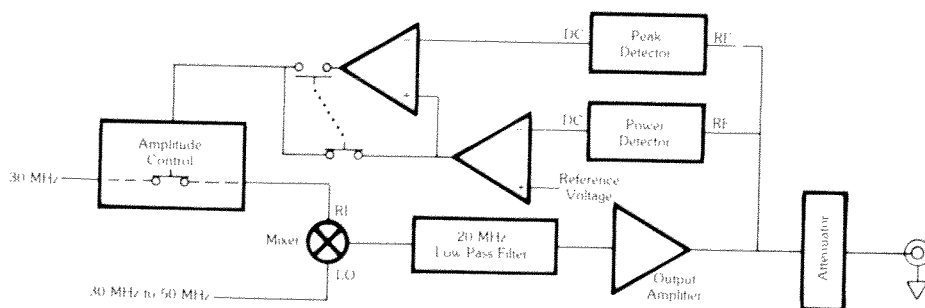 DC
Peak
Detector
RF
DC
Power
Detector
RF
Amplitude
Control
30 MHz
Reference
Voltage
RF
Mixer
LO
20 MHz
Low Pass Filter
Output
Amplifier
Attenuator
30 MHz to 50 MHz